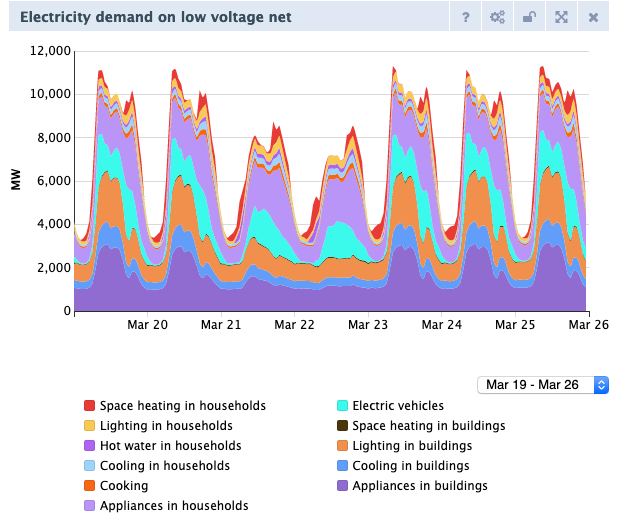 Electricity demand on low voltage net
?
12,000
10,000
8,000
6,000
4,000
2,000
0
MW
Mar 20 Mar 21 Mar 22 Mar 23 Mar 24 Mar 25 Mar 26
Mar 19 - Mar 26
Space heating in households
Lighting in households
Hot water in households
Cooling in households
Cooking
Appliances in households
Electric vehicles
Space heating in buildings
Lighting in buildings
Cooling in buildings
Appliances in buildings